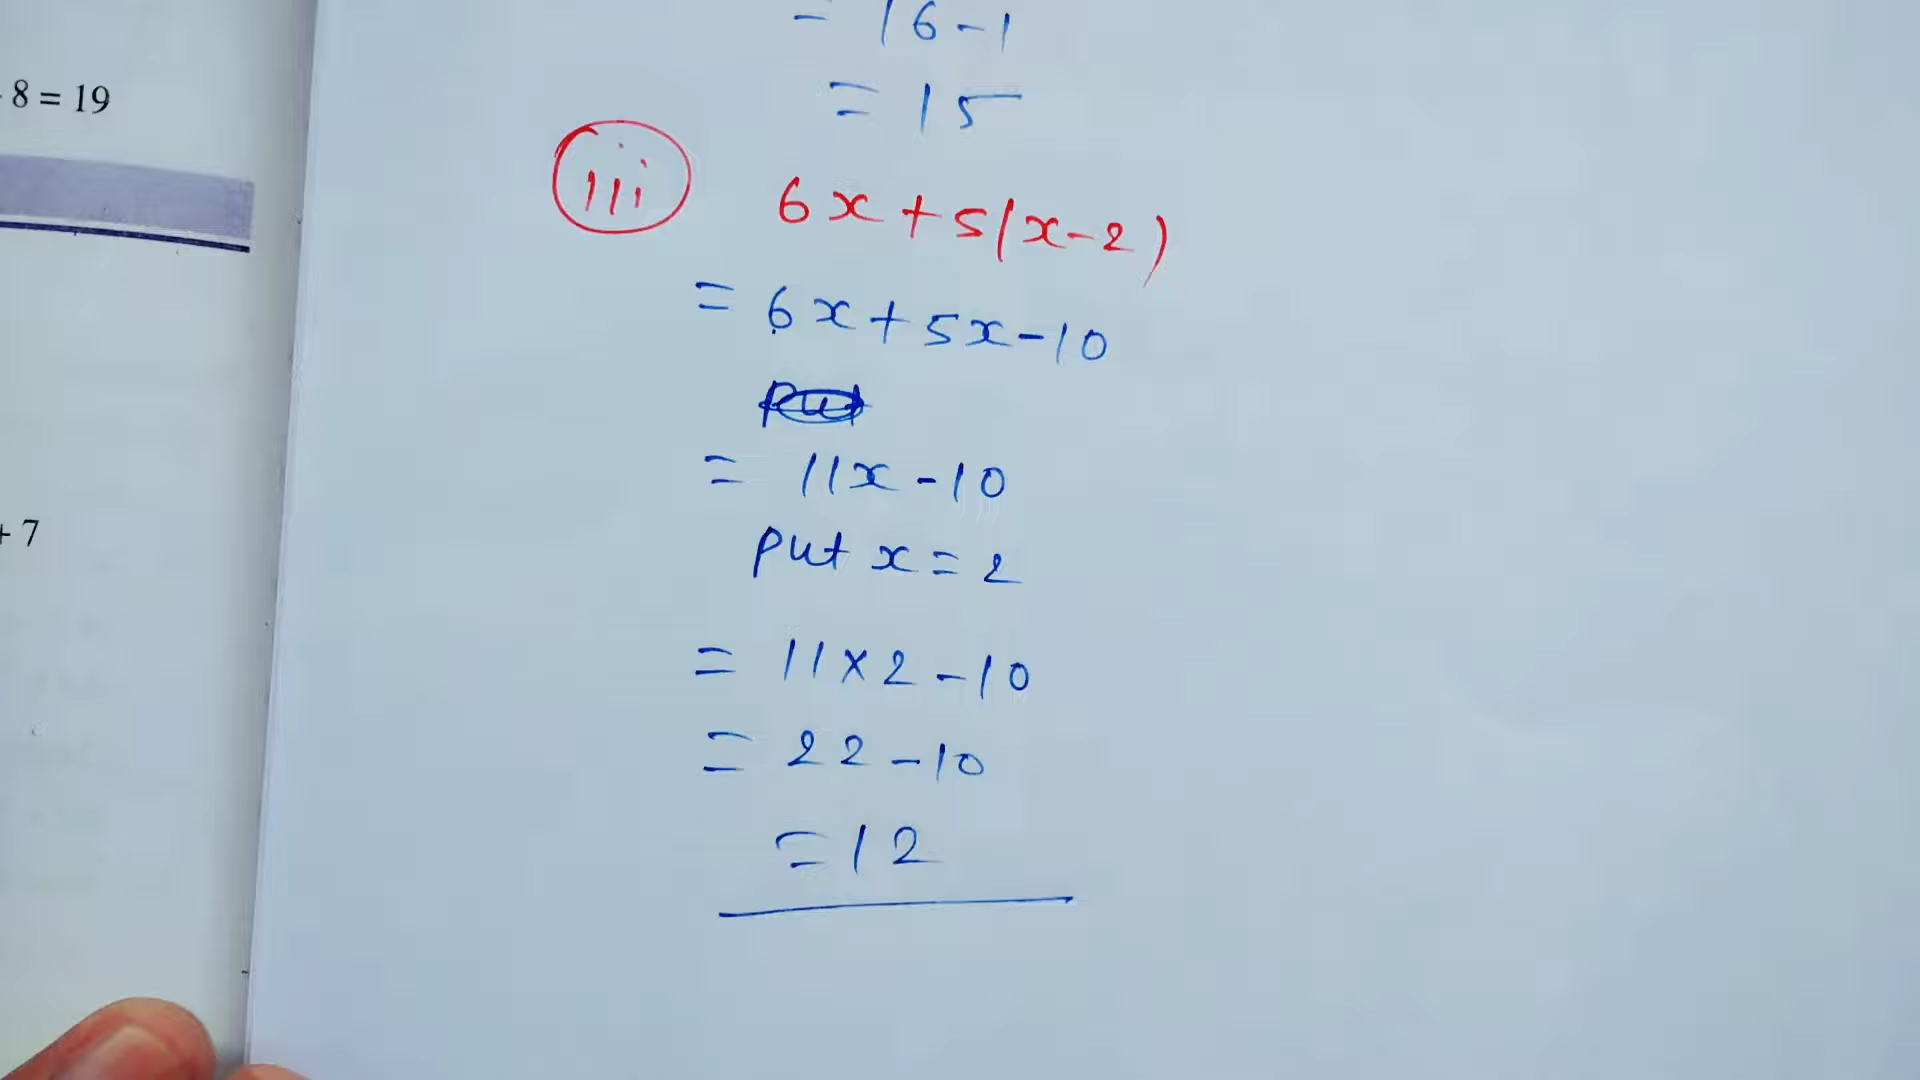 = 16-1
= 15
8 = 19
iii 6x+5(x-2)
= 6x+5x-10
put
= 11x-10
+ 7
put x=2
= 11×2-10
= 22-10
=12